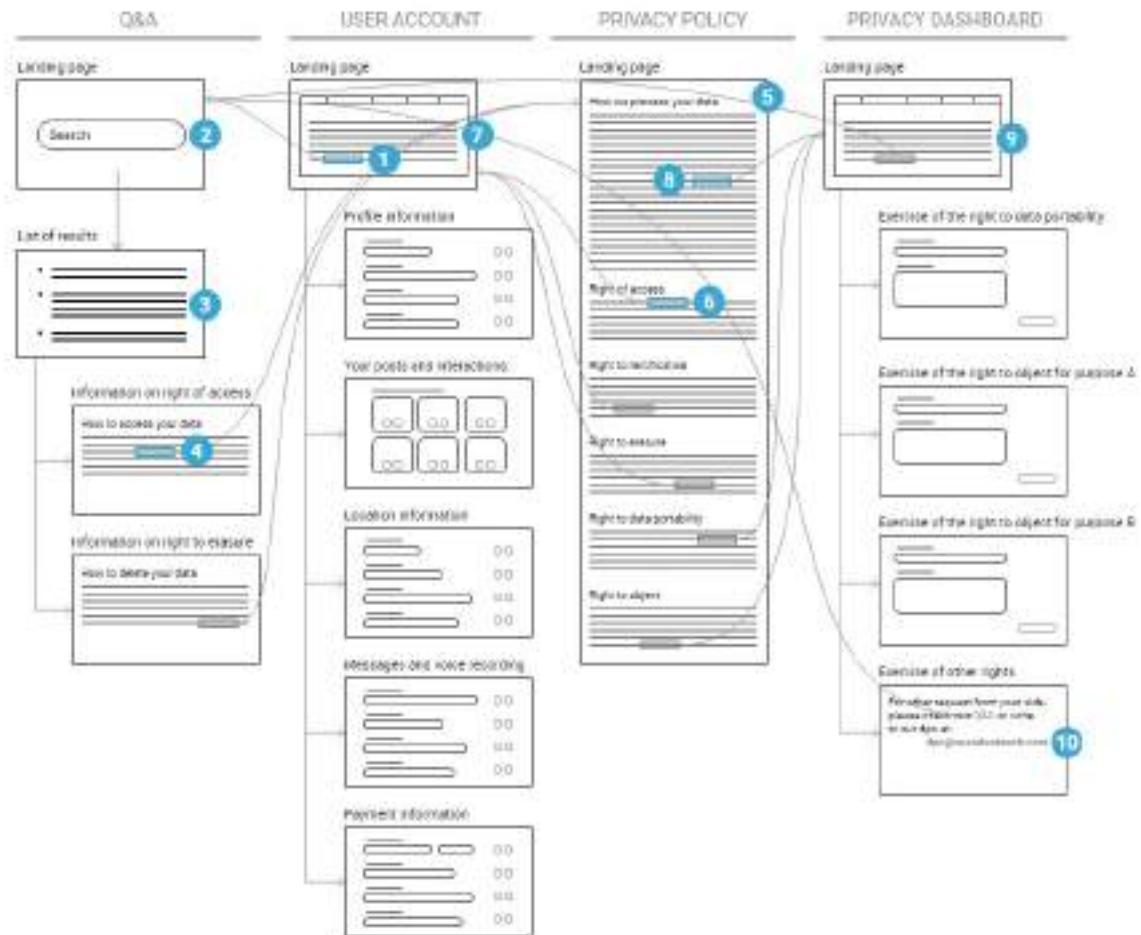 Q&A
USER ACCOUNT
PRIVACY POLICY
PRIVACY DASHBOARD
Landing page
Landing page
Landing page
Landing page
How we process your data
5
Search
2
7
1
9
8
List of results
Profile information
Exercise of the right to data portability
3
Right of access
6
Your posts and interactions
Right to rectification
Exercise of the right to object for purpose A
Information on right of access
How to access your data
4
Right to erasure
Location information
Right to data portability
Exercise of the right to object for purpose B
Information on right to erasure
How to delete your data
Right to object
Messages and voice recording
Exercise of other rights
please
10
Payment information